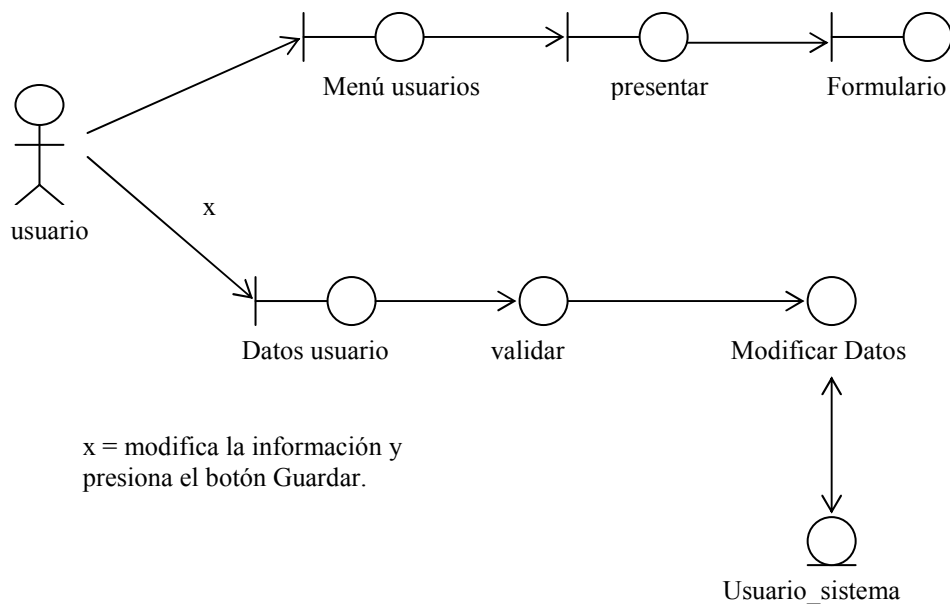 Menú usuarios
presentar
Formulario
usuario
x
Datos usuario
validar
Modificar Datos
x = modifica la información y
presiona el botón Guardar.
Usuario_sistema